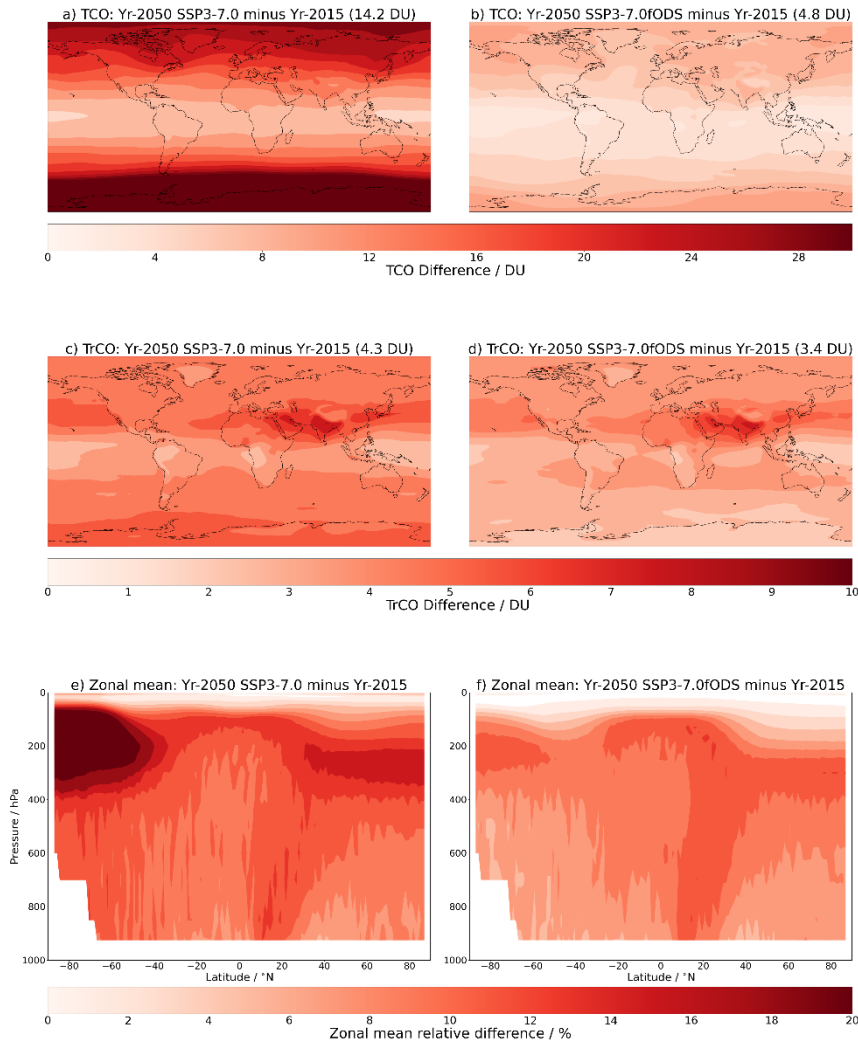 a) TCO: Yr-2050 SSP3-7.0 minus Yr-2015 (14.2 DU)
b) TCO: Yr-2050 SSP3-7.0fODS minus Yr-2015 (4.8 DU)
0 4 8 12 16 20 24 28
TCO Difference / DU
c) TrCO: Yr-2050 SSP3-7.0 minus Yr-2015 (4.3 DU)
d) TrCO: Yr-2050 SSP3-7.0fODS minus Yr-2015 (3.4 DU)
0 1 2 3 4 5 6 7 8 9 10
TrCO Difference / DU
e) Zonal mean: Yr-2050 SSP3-7.0 minus Yr-2015
f) Zonal mean: Yr-2050 SSP3-7.0fODS minus Yr-2015
0
200
400
600
800
1000
Pressure / hPa
−80 −60 −40 −20 0 20 40 60 80
Latitude / °N
0
200
400
600
800
1000
−80 −60 −40 −20 0 20 40 60 80
Latitude / °N
0 2 4 6 8 10 12 14 16 18 20
Zonal mean relative difference / %